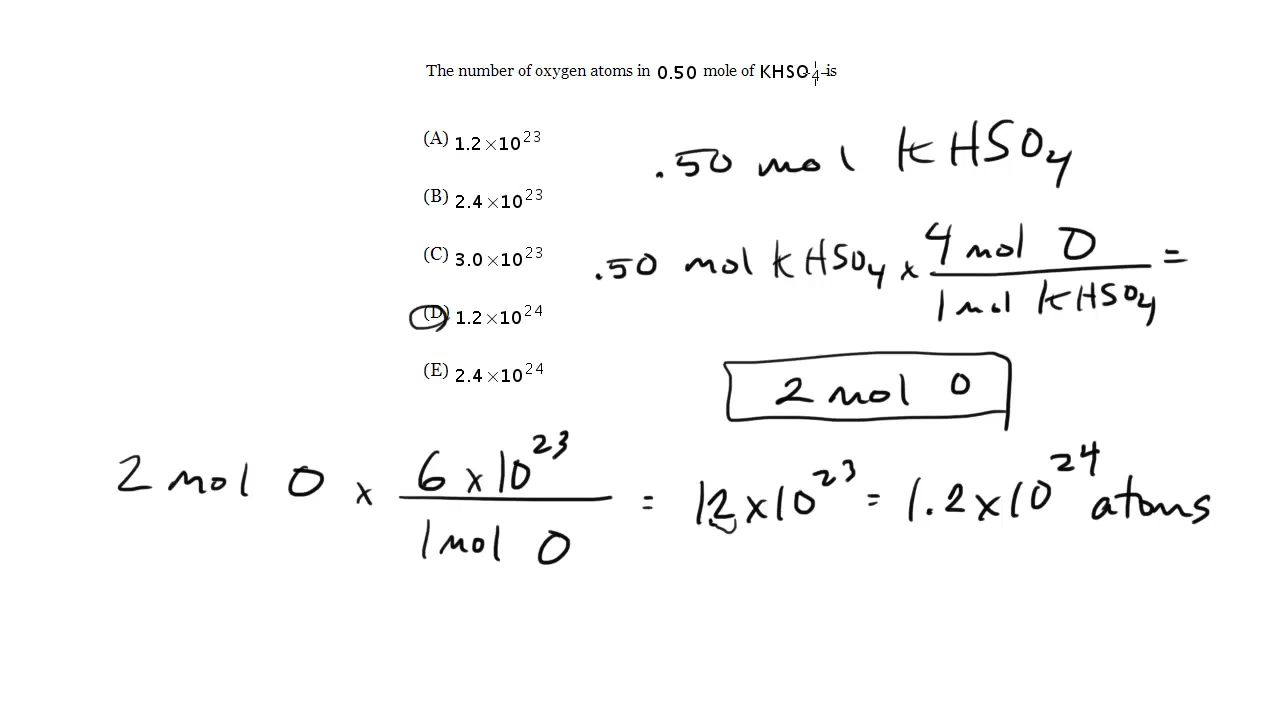 The number of oxygen atoms in 0.50 mole of KHSO4 is
(A) 1.2×10^23
(B) 2.4×10^23
(C) 3.0×10^23
(D) 1.2×10^24
(E) 2.4×10^24
.50 mol KHSO4
.50 mol KHSO4 x 4 mol O / 1 mol KHSO4 =
2 mol O
2 mol O x 6 x 10^23 / 1 mol O = 12 x 10^23 = 1.2 x 10^24 atoms